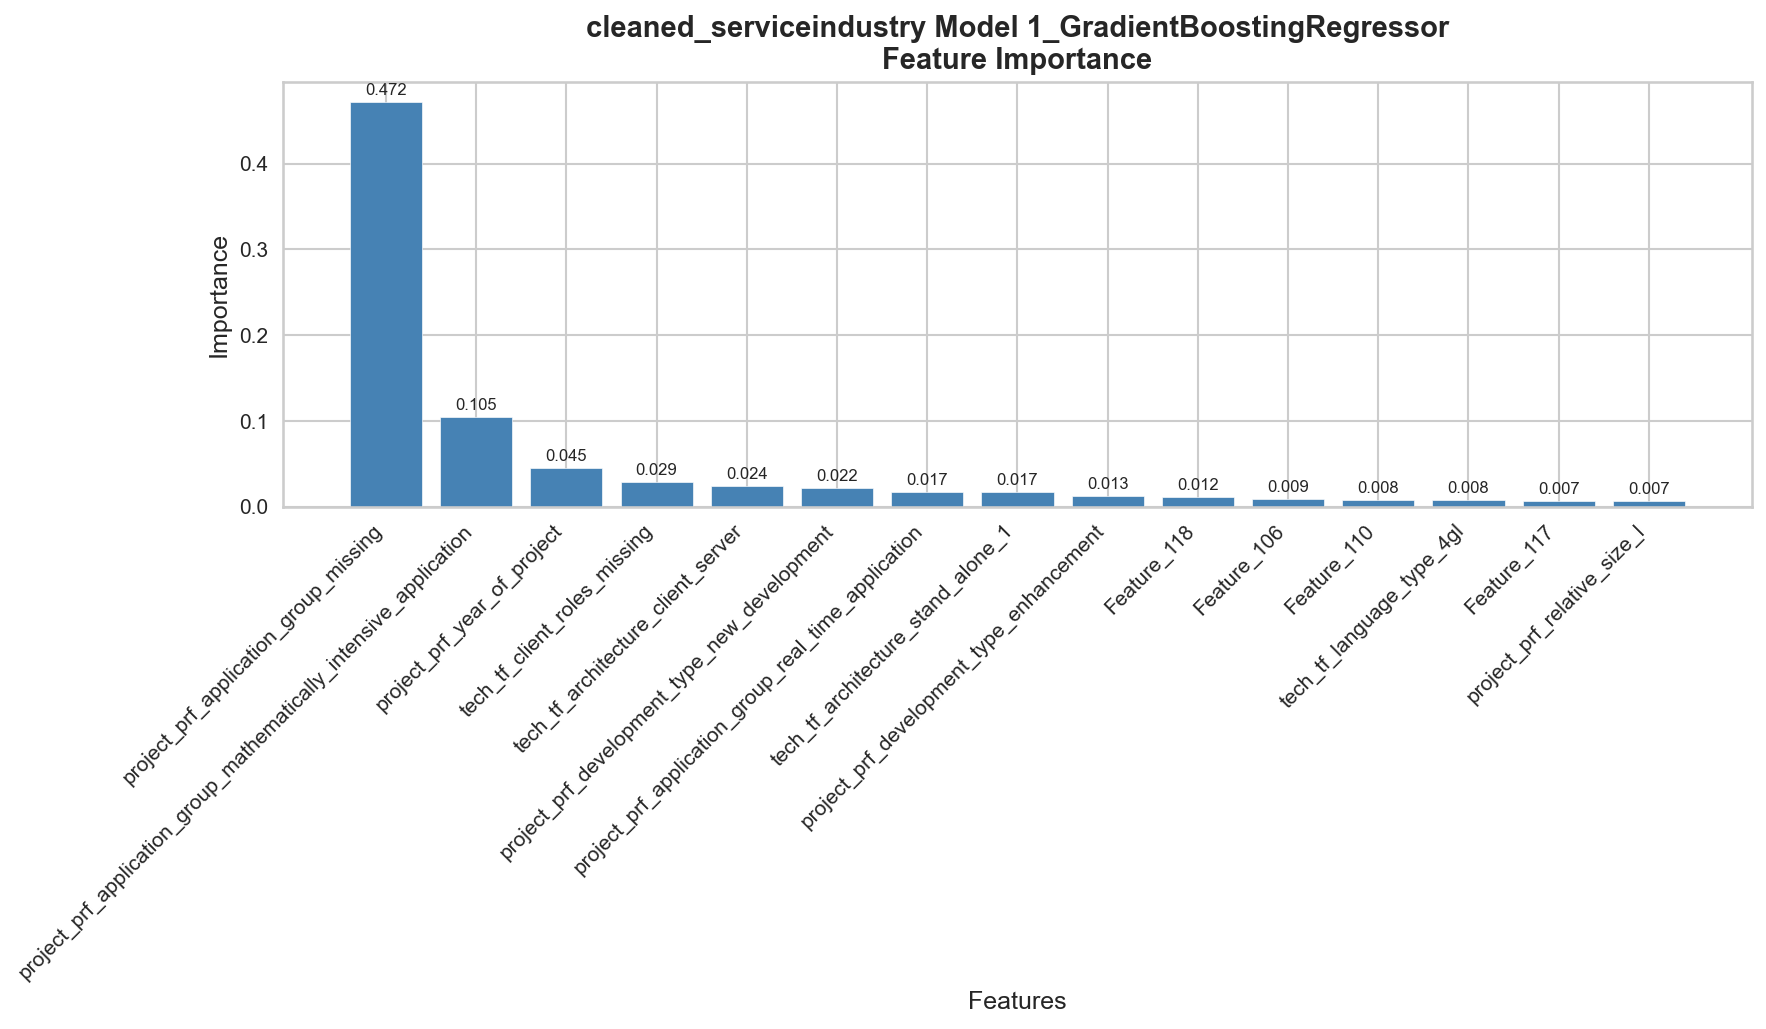 cleaned_serviceindustry Model 1_GradientBoostingRegressor
Feature Importance
Importance
0.4
0.3
0.2
0.1
0.0
0.472
0.105
0.045
0.029
0.024
0.022
0.017
0.017
0.013
0.012
0.009
0.008
0.008
0.007
0.007
project_prf_application_group_missing
project_prf_application_group_mathematically_intensive_application
project_prf_year_of_project
tech_tf_client_roles_missing
tech_tf_architecture_client_server
project_prf_development_type_new_development
project_prf_application_group_real_time_application
tech_tf_architecture_stand_alone_1
project_prf_development_type_enhancement
Feature_118
Feature_106
Feature_110
tech_tf_language_type_4gl
Feature_117
project_prf_relative_size_l
Features